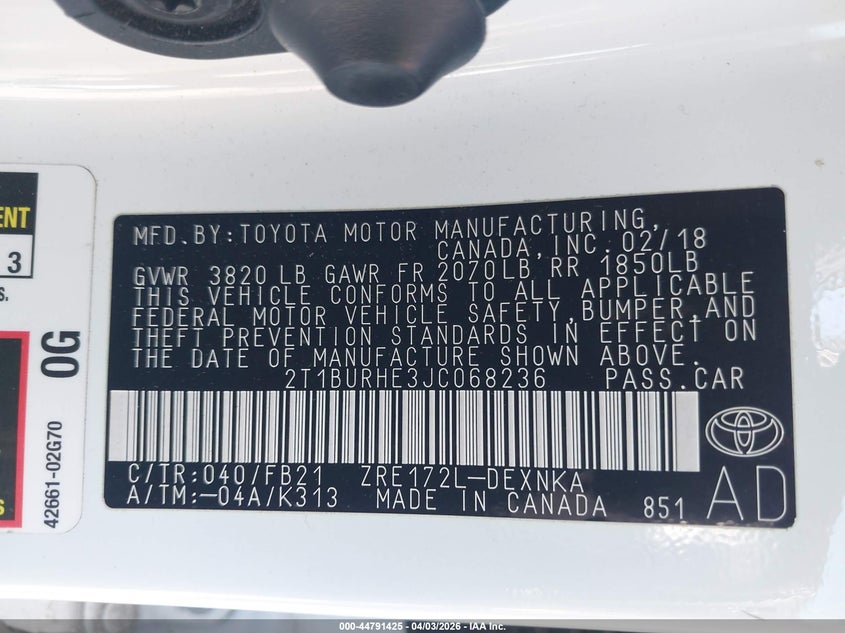 MFD.BY:TOYOTA MOTOR MANUFACTURING,
CANADA,INC.02/18
GVWR 3820 LB GAWR FR 2070LB RR 1850LB
THIS VEHICLE CONFORMS TO ALL APPLICABLE
FEDERAL MOTOR VEHICLE SAFETY,BUMPER,AND
THEFT PREVENTION STANDARDS IN EFFECT ON
THE DATE OF MANUFACTURE SHOWN ABOVE.
2T1BURHE3JC068236 PASS.CAR
C/TR:040/FB21 ZRE172L-DEXNKA
A/TM:-04A/K313 MADE IN CANADA 851
AD
ENT
3
S.
0G
42661-02G70
S
000-44791425 - 04/03/2026 - IAA Inc.